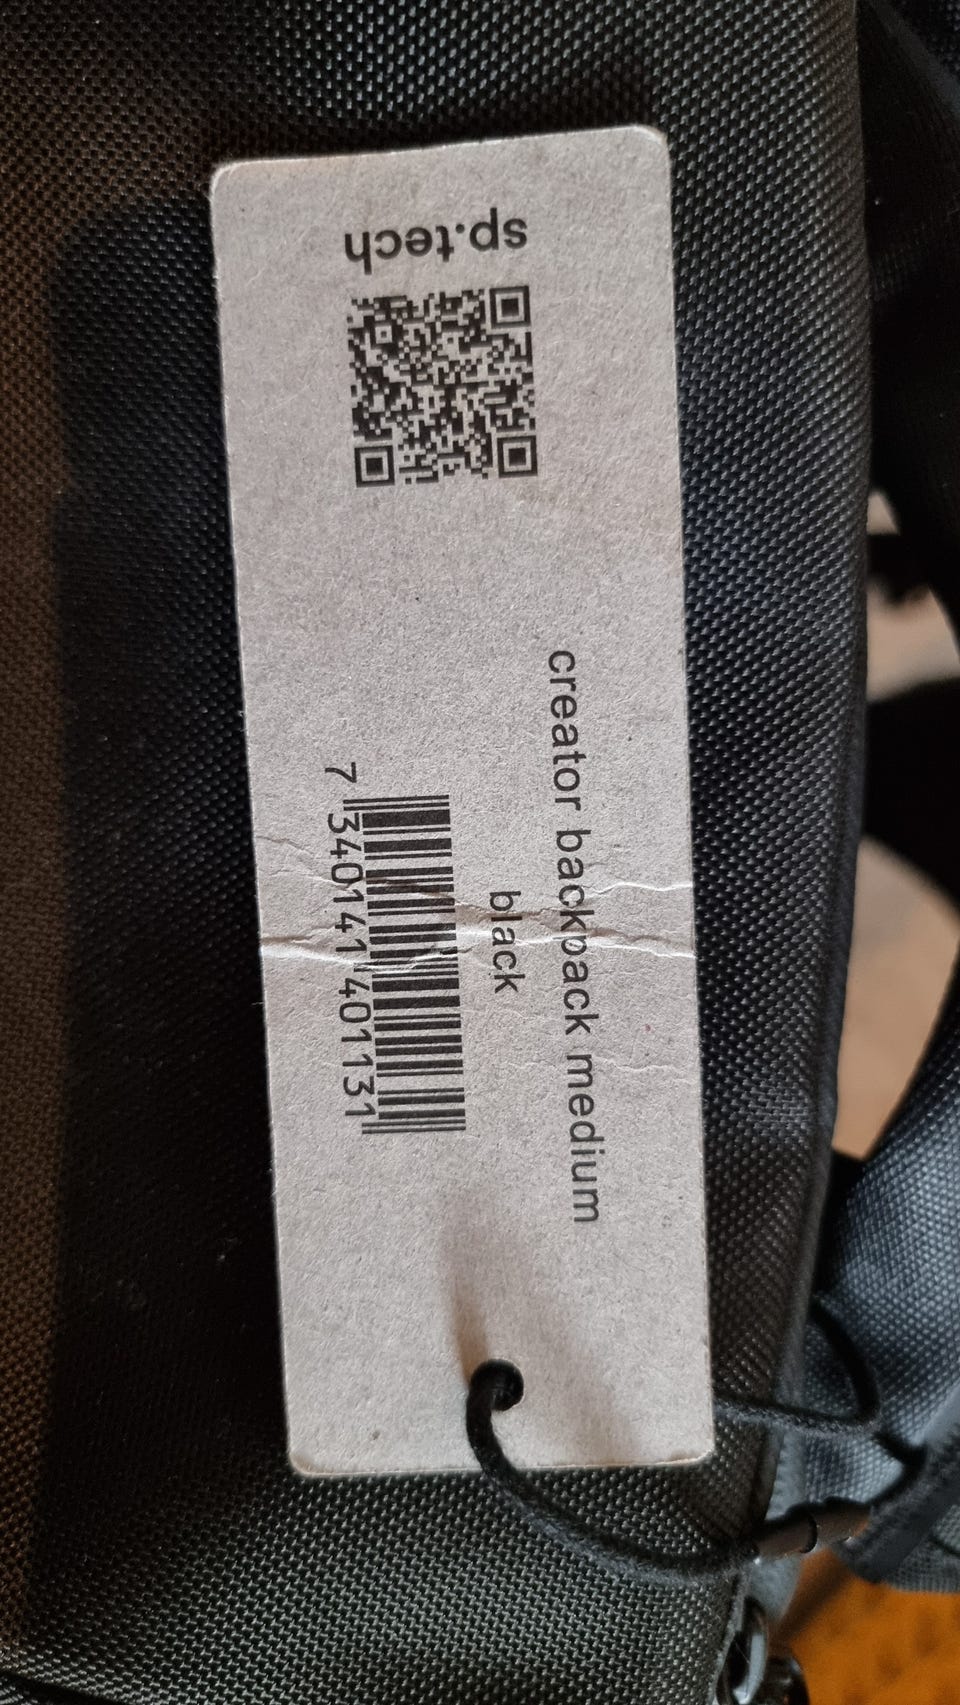 sp.tech
creator backpack medium
black
7 340141 401131